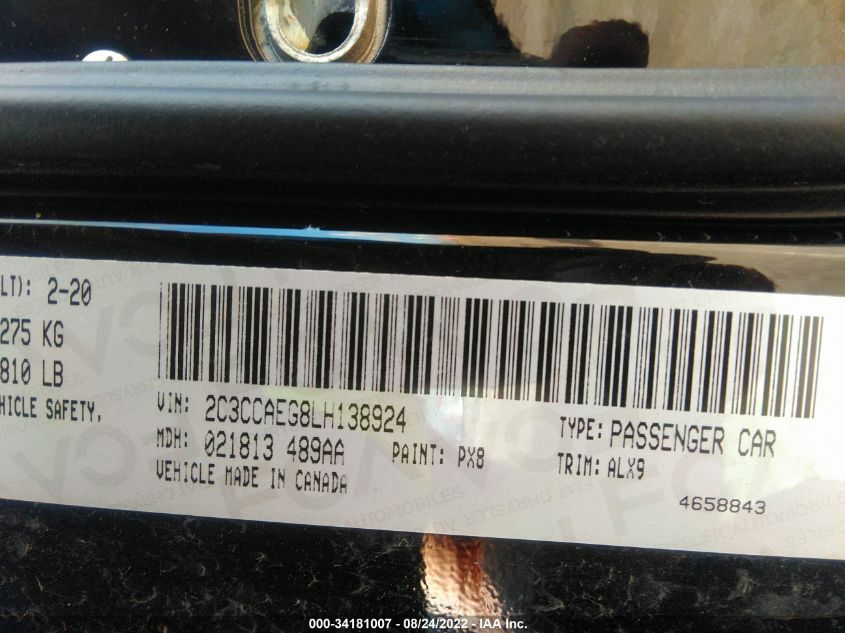 LT): 2-20
275 KG
810 LB
HICLE SAFETY,
VIN: 2C3CCAEG8LH138924
TYPE: PASSENGER CAR
MDH: 021813 489AA PAINT: PX8
TRIM: ALX9
VEHICLE MADE IN CANADA
4658843
000-34181007 - 08/24/2022 - IAA Inc.